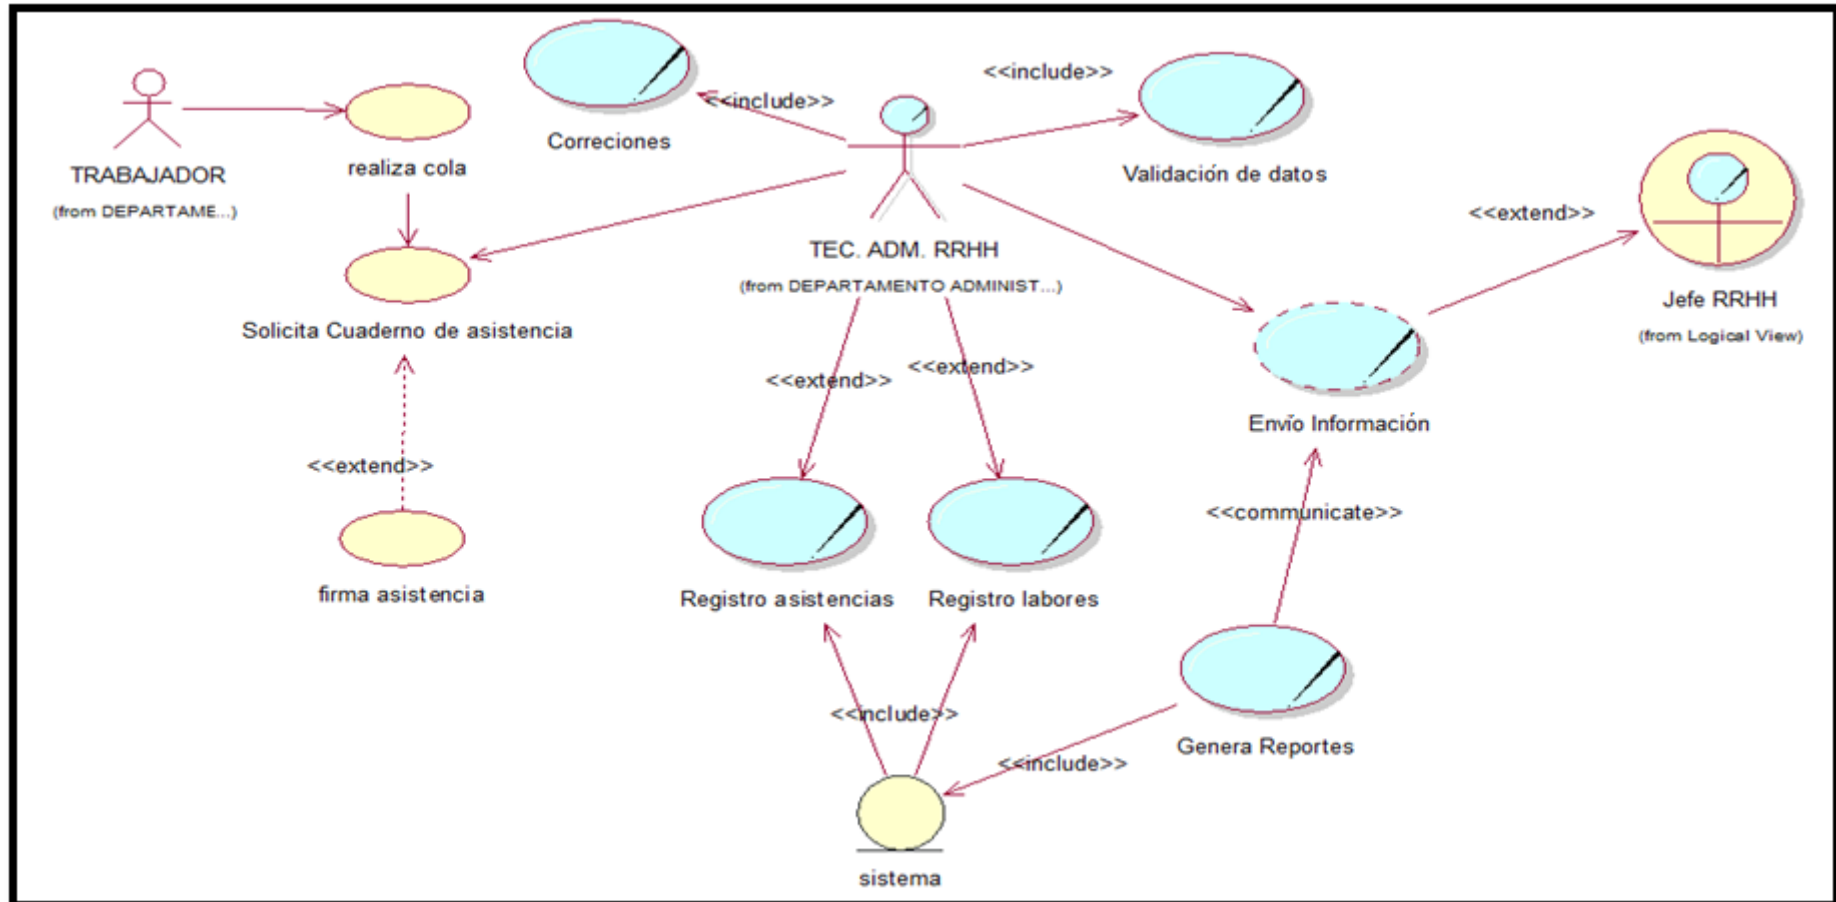 <<include>>
<<include>>
Correciones
Validación de datos
TRABAJADOR
(from DEPARTAME...)
realiza cola
<<extend>>
TEC. ADM. RRHH
(from DEPARTAMENTO ADMINIST...)
Jefe RRHH
(from Logical View)
Solicita Cuaderno de asistencia
<<extend>>
<<extend>>
Envío Información
<<extend>>
<<communicate>>
firma asistencia
Registro asistencias
Registro labores
<<include>>
Genera Reportes
<<include>>
sistema